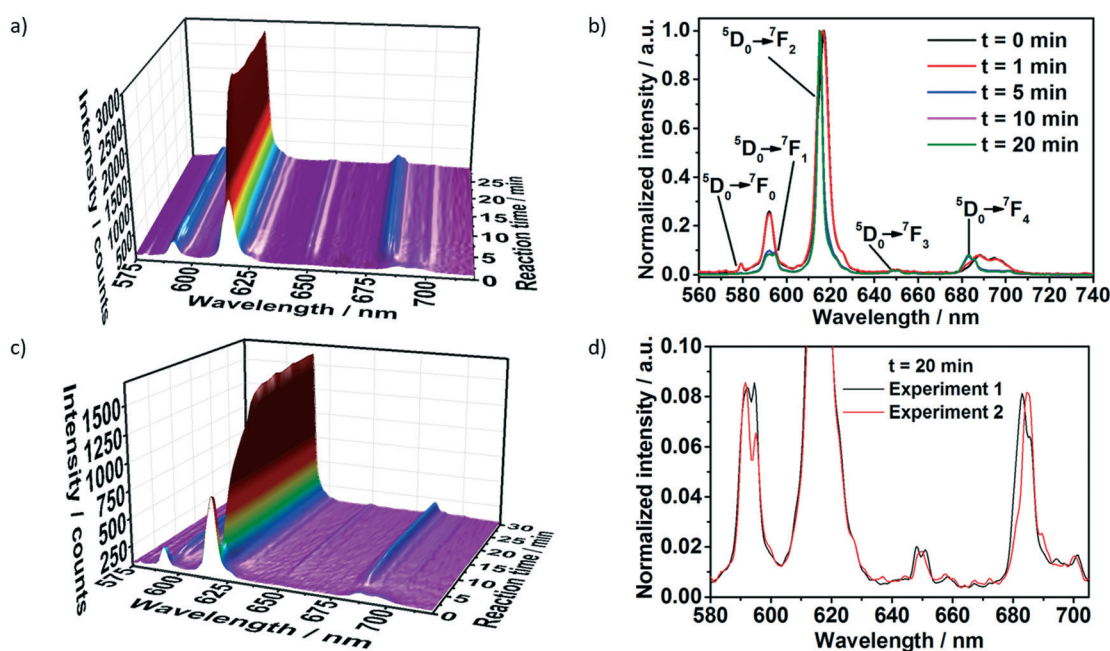 a)
3000
2500
2000
1500
1000
500
Intensity / counts
575
600
625
650
675
700
Wavelength / nm
0
5
10
15
20
25
Reaction time / min
b)
⁵D₀→⁷F₂
⁵D₀→⁷F₁
⁵D₀→⁷F₀
⁵D₀→⁷F₃
⁵D₀→⁷F₄
t = 0 min
t = 1 min
t = 5 min
t = 10 min
t = 20 min
Normalized intensity / a.u.
1.0
0.8
0.6
0.4
0.2
0.0
560 580 600 620 640 660 680 700 720 740
Wavelength / nm
c)
1500
1250
1000
750
500
250
Intensity / counts
575
600
625
650
675
700
Wavelength / nm
0
5
10
15
20
25
30
Reaction time / min
d)
t = 20 min
Experiment 1
Experiment 2
Normalized intensity / a.u.
0.10
0.08
0.06
0.04
0.02
0.00
580 600 620 640 660 680 700
Wavelength / nm